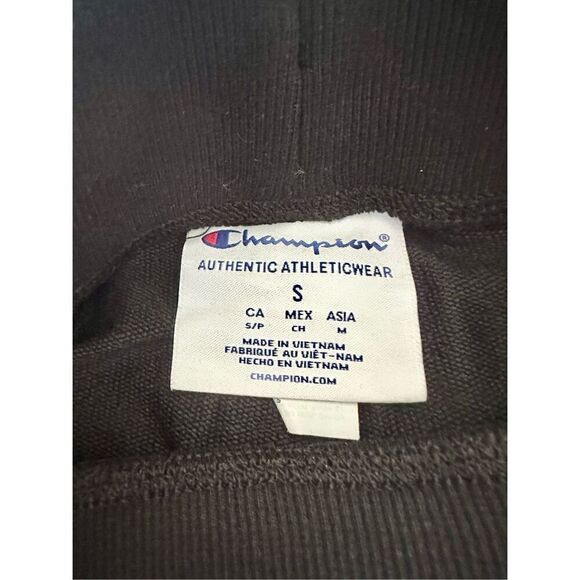 Champion®
AUTHENTIC ATHLETICWEAR
S
CA MEX ASIA
S/P CH M
MADE IN VIETNAM
FABRIQUÉ AU VIÊT-NAM
HECHO EN VIETNAM
CHAMPION.COM